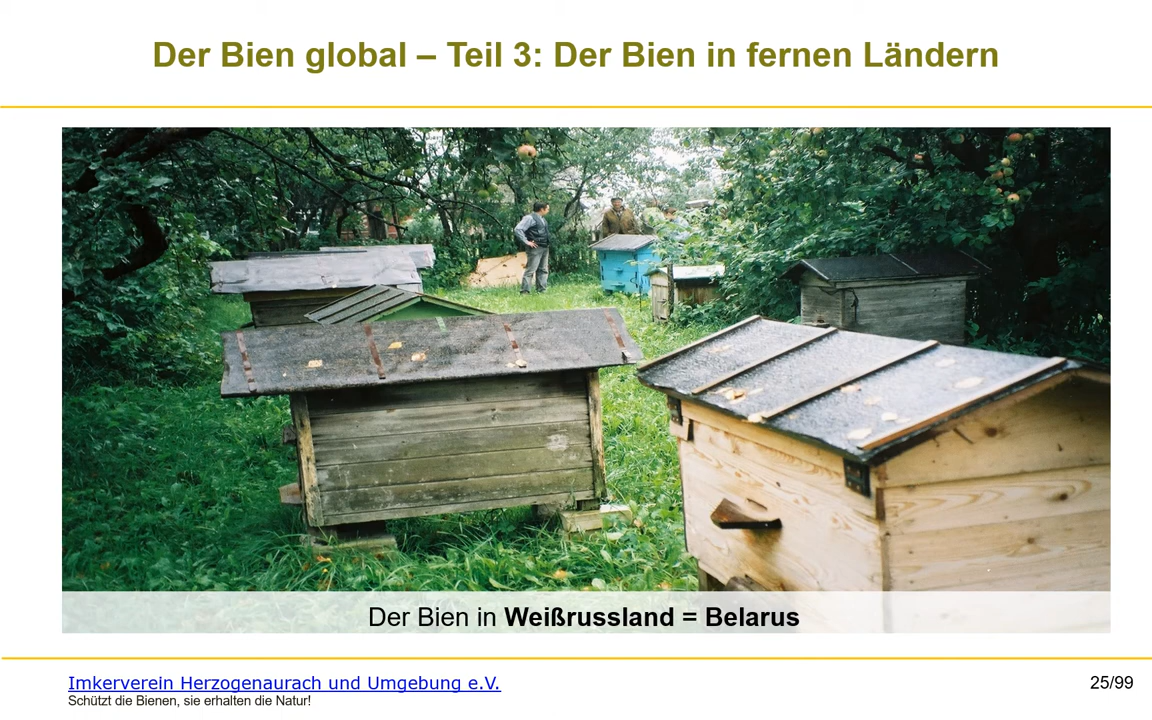 Der Bien global – Teil 3: Der Bien in fernen Ländern
Der Bien in Weißrussland = Belarus
Imkerverein Herzogenaurach und Umgebung e.V.
Schützt die Bienen, sie erhalten die Natur!
25/99